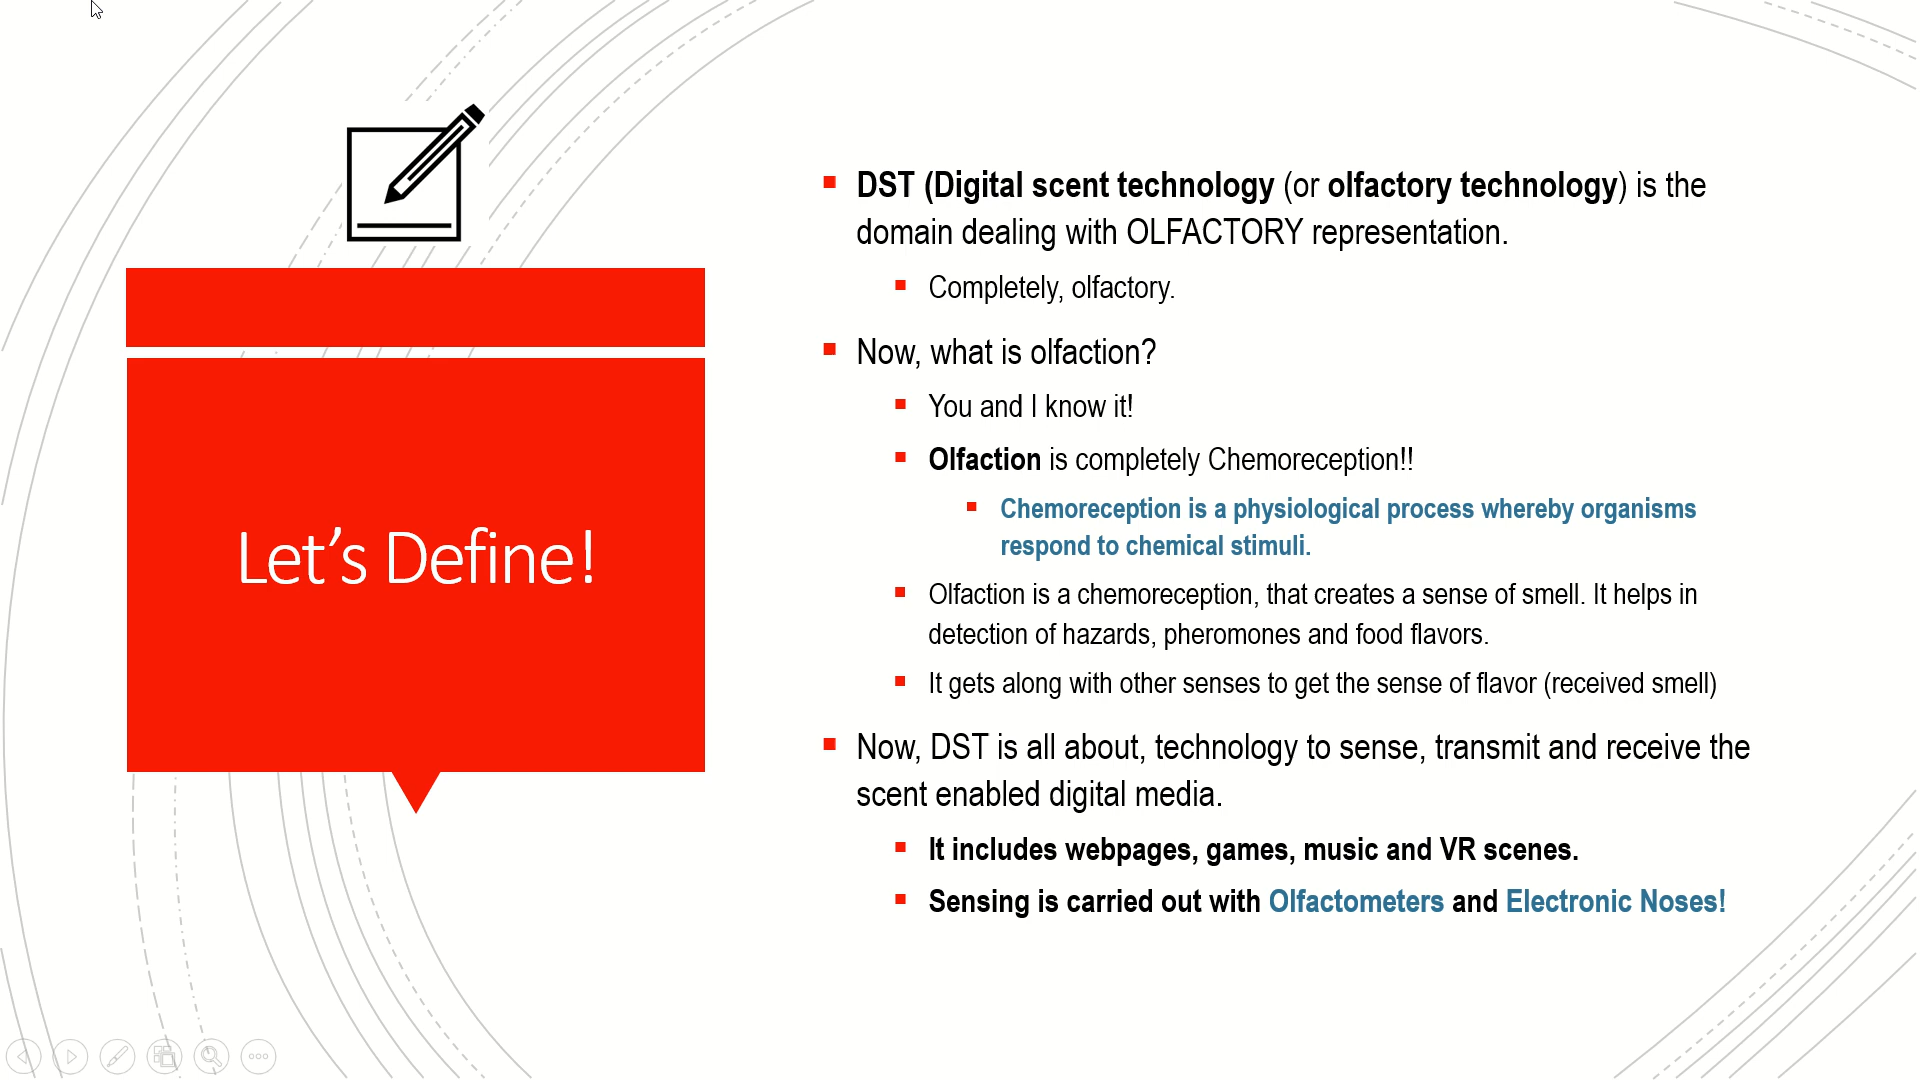 Let’s Define!
DST (Digital scent technology (or olfactory technology) is the
domain dealing with OLFACTORY representation.
Completely, olfactory.
Now, what is olfaction?
You and I know it!
Olfaction is completely Chemoreception!!
Chemoreception is a physiological process whereby organisms
respond to chemical stimuli.
Olfaction is a chemoreception, that creates a sense of smell. It helps in
detection of hazards, pheromones and food flavors.
It gets along with other senses to get the sense of flavor (received smell)
Now, DST is all about, technology to sense, transmit and receive the
scent enabled digital media.
It includes webpages, games, music and VR scenes.
Sensing is carried out with Olfactometers and Electronic Noses!